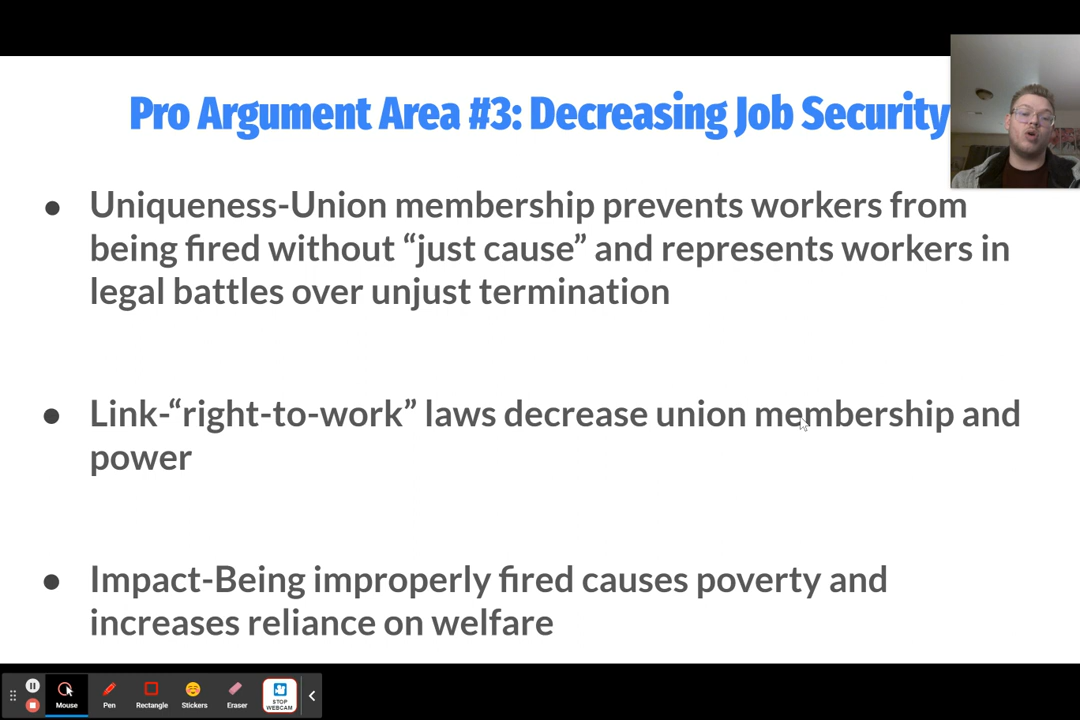 Pro Argument Area #3: Decreasing Job Security
● Uniqueness-Union membership prevents workers from
being fired without “just cause” and represents workers in
legal battles over unjust termination
● Link-“right-to-work” laws decrease union membership and
power
● Impact-Being improperly fired causes poverty and
increases reliance on welfare
Mouse Pen Rectangle Stickers Eraser STOP
WEBCAM